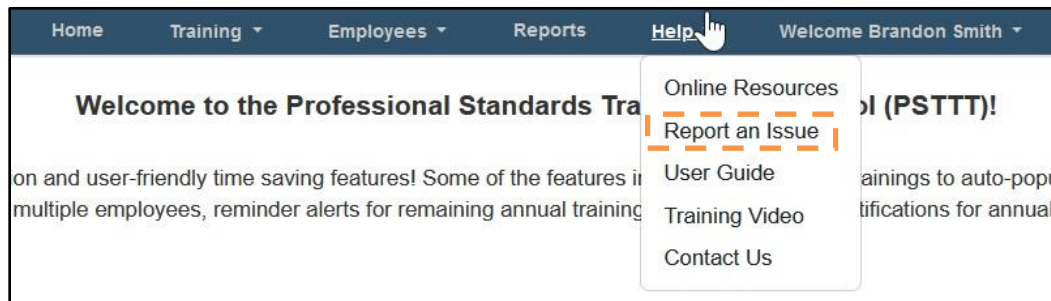 Home Training Employees Reports Help Welcome Brandon Smith
Online Resources
Welcome to the Professional Standards Tra ol (PSTTT)!
Report an Issue
on and user-friendly time saving features! Some of the features i ainings to auto-popu
User Guide
multiple employees, reminder alerts for remaining annual training tifications for annual
Training Video
Contact Us